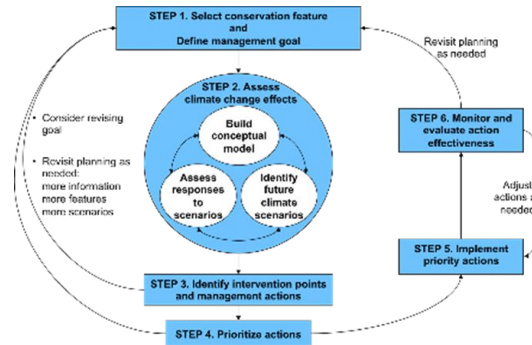 STEP 1. Select conservation feature
and
Define management goal
Revisit planning
as needed
STEP 2. Assess
climate change effects
Build
conceptual
model
Assess
responses
to
scenarios
Identify
future
climate
scenarios
• Consider revising
goal
• Revisit planning as
needed:
more information
more features
more scenarios
STEP 6. Monitor and
evaluate action
effectiveness
Adjust
actions a
needed
STEP 5. Implement
priority actions
STEP 3. Identify intervention points
and management actions
STEP 4. Prioritize actions